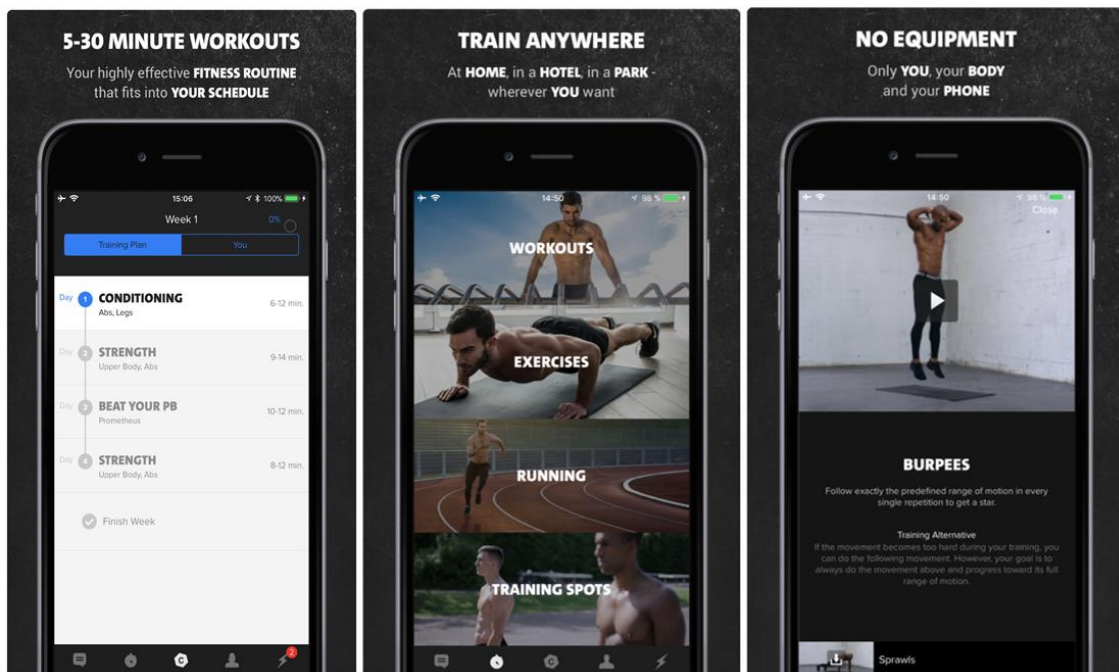 5-30 MINUTE WORKOUTS
Your highly effective FITNESS ROUTINE
that fits into YOUR SCHEDULE
15:06
100%
Week 1
0%
Training Plan
You
Day
1
CONDITIONING
6-12 min.
Abs, Legs
Day
2
STRENGTH
9-14 min.
Upper Body, Abs
Day
3
BEAT YOUR PB
10-12 min.
Prometheus
Day
4
STRENGTH
8-12 min.
Upper Body, Abs
Finish Week
C
2
TRAIN ANYWHERE
At HOME, in a HOTEL, in a PARK -
wherever YOU want
14:50
98 %
WORKOUTS
EXERCISES
RUNNING
TRAINING SPOTS
C
NO EQUIPMENT
Only YOU, your BODY
and your PHONE
14:50
98 %
Close
BURPEES
Follow exactly the predefined range of motion in every
single repetition to get a star.
Training Alternative
If the movement becomes too hard during your training, you
can do the following movement. However, your goal is to
always do the movement above and progress toward its full
range of motion.
Sprawls